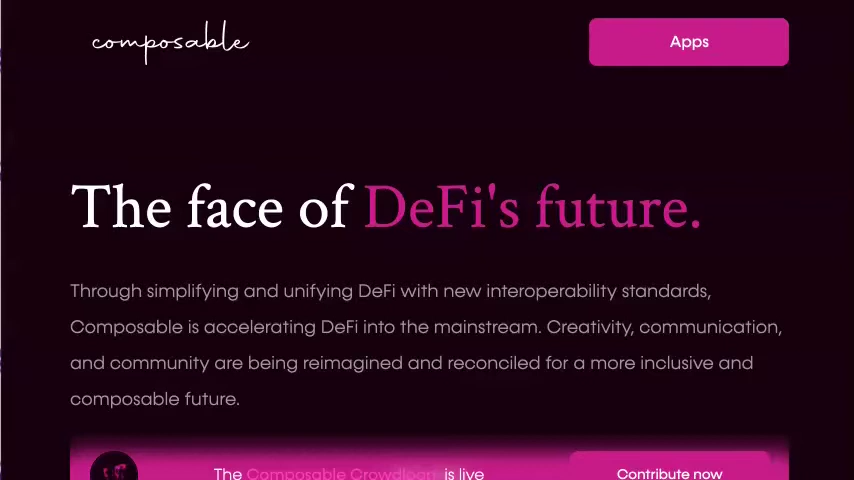 composable
Apps
The face of DeFi's future.
Through simplifying and unifying DeFi with new interoperability standards,
Composable is accelerating DeFi into the mainstream. Creativity, communication,
and community are being reimagined and reconciled for a more inclusive and
composable future.
The Composable Crowdloan is live
Contribute now